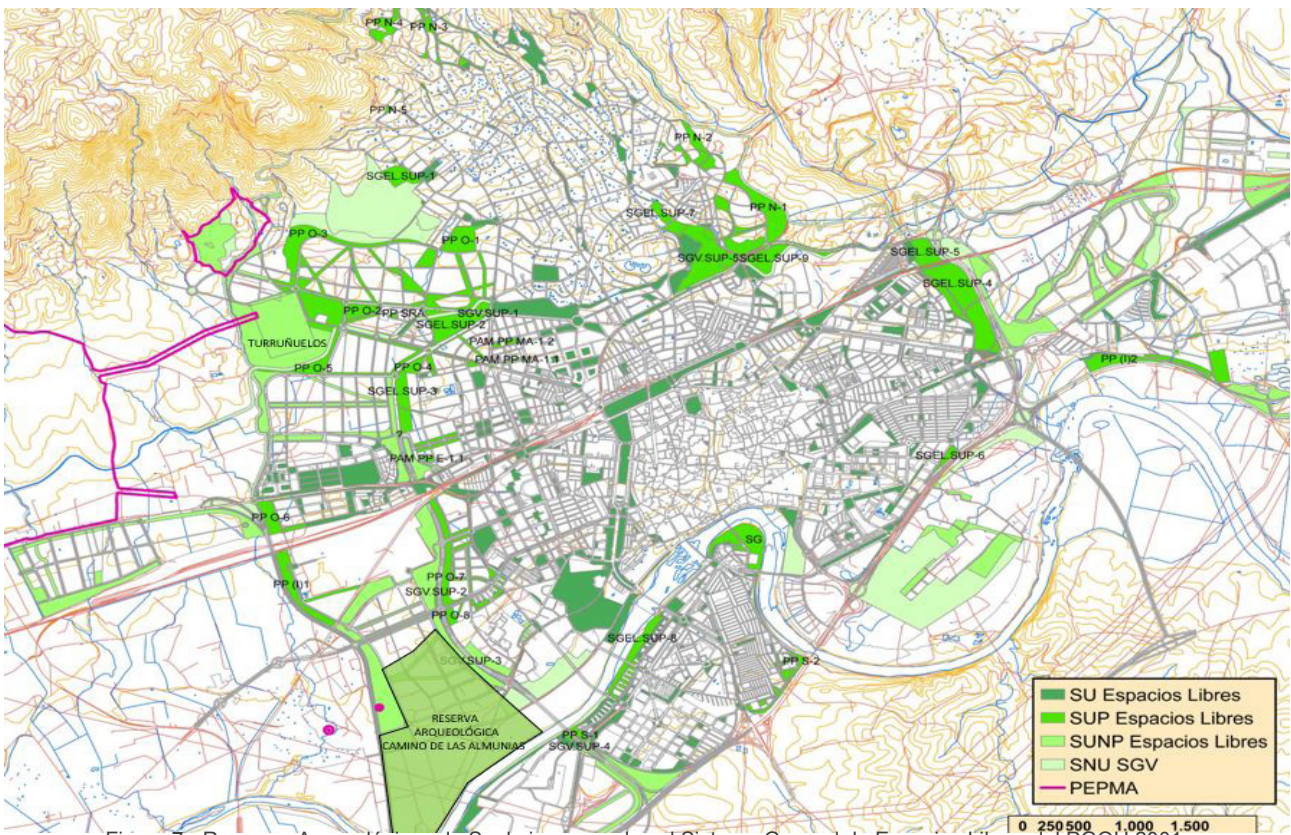 PP N-4
PP N-3
PP N-5
PP N-2
SGEL.SUP-1
PP N-1
SGEL.SUP-7
PP O-3
PP O-1
SGV.SUP-5
SGEL.SUP-9
SGEL.SUP-5
SGEL.SUP-4
PP O-2
PP SRA
SGV.SUP-1
SGEL.SUP-2
TURRUÑUELOS
PAM PP MA-1.2
PAM PP MA-1.1
PP O-5
PP O-4
PP (I)2
SGEL.SUP-3
PAM PP E-1.1
SGEL.SUP-6
PP O-6
SG
PP (I)1
PP O-7
SGV.SUP-2
PP O-8
SGEL.SUP-8
SGV.SUP-3
PP S-2
RESERVA
ARQUEOLÓGICA
CAMINO DE LAS ALMUNIAS
PP S-1
SGV.SUP-4
SU Espacios Libres
SUP Espacios Libres
SUNP Espacios Libres
SNU SGV
PEPMA
0 250 500 1.000 1.500